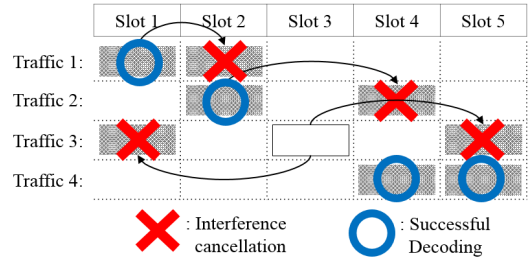 Slot 1 Slot 2 Slot 3 Slot 4 Slot 5
Traffic 1:
Traffic 2:
Traffic 3:
Traffic 4:
: Interference
cancellation
: Successful
Decoding